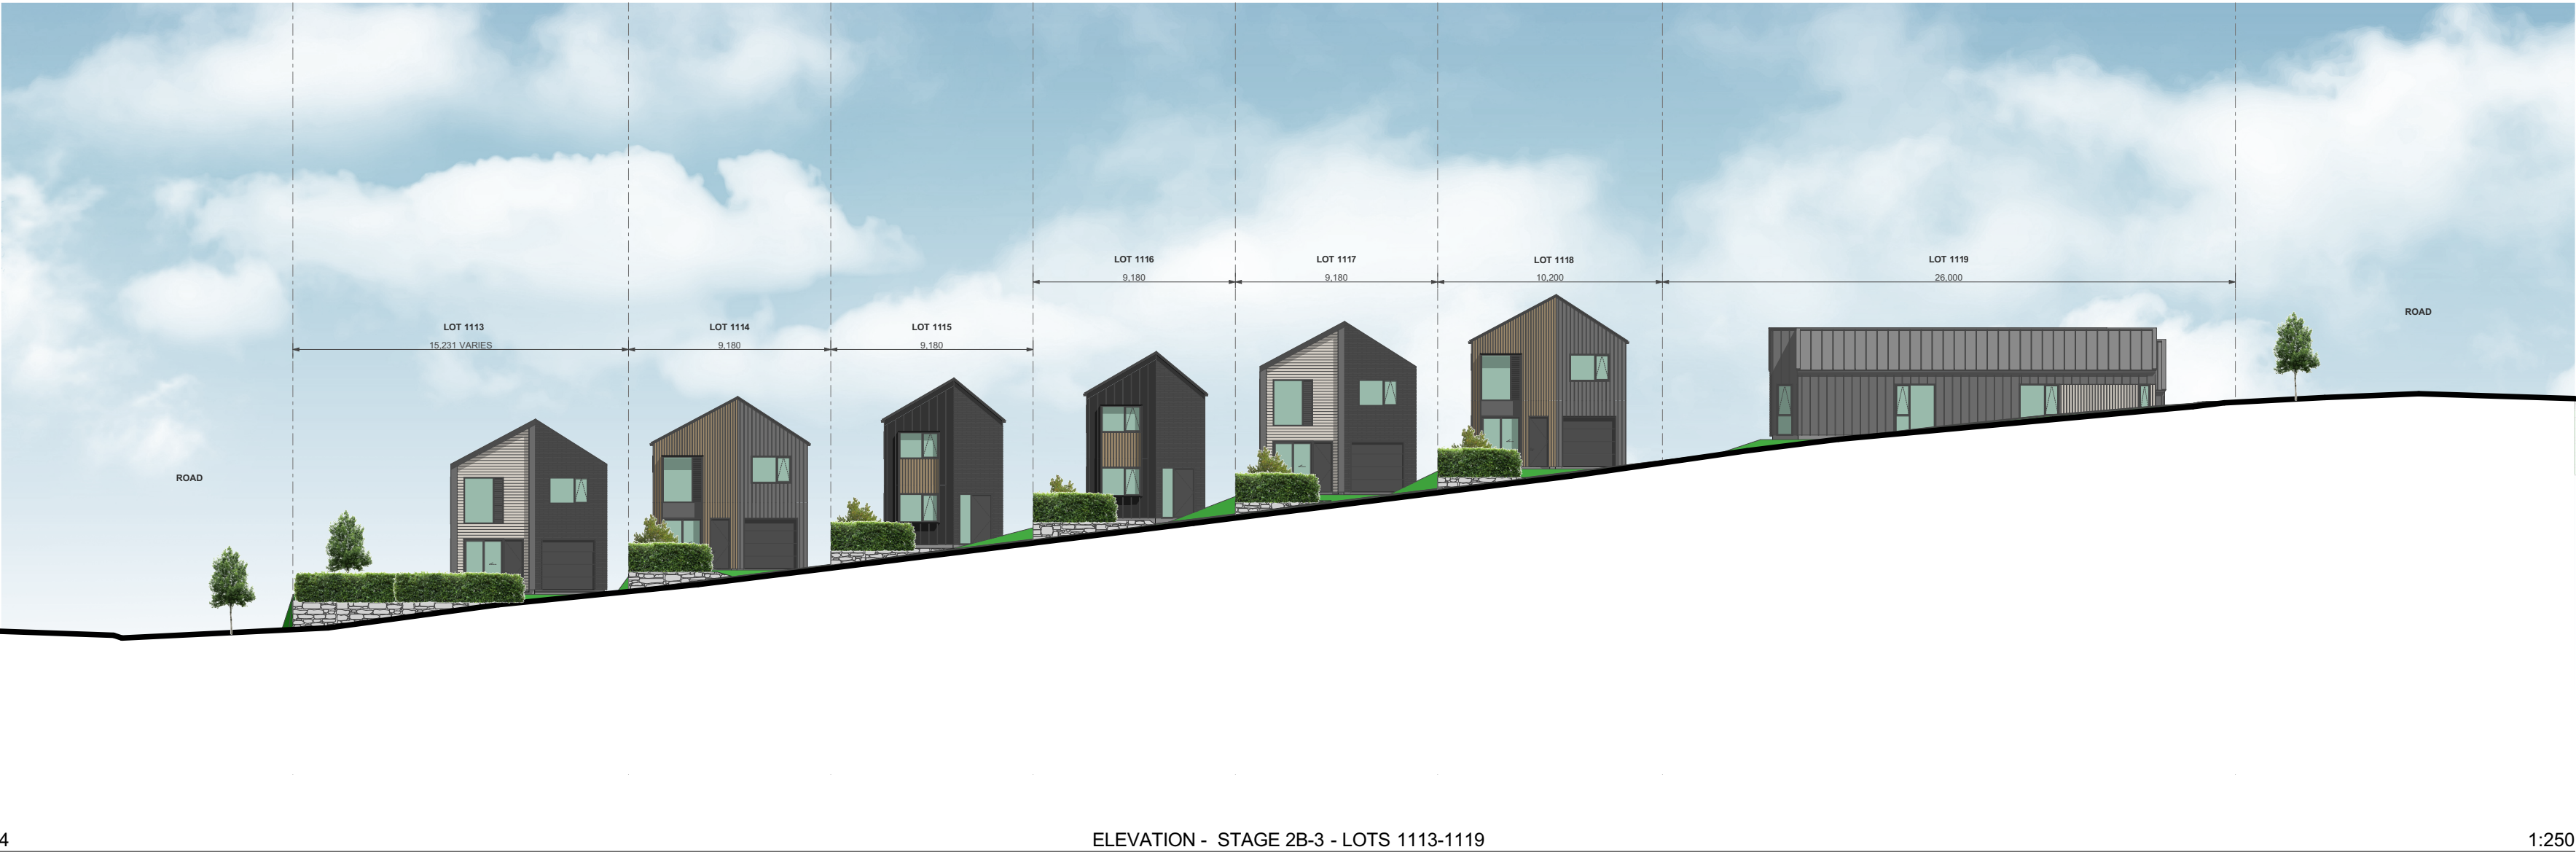 LOT 1116
9,180
LOT 1117
9,180
LOT 1118
10,200
LOT 1119
26,000
ROAD
LOT 1113
15,231 VARIES
LOT 1114
9,180
LOT 1115
9,180
ROAD
4
ELEVATION - STAGE 2B-3 - LOTS 1113-1119
1:250